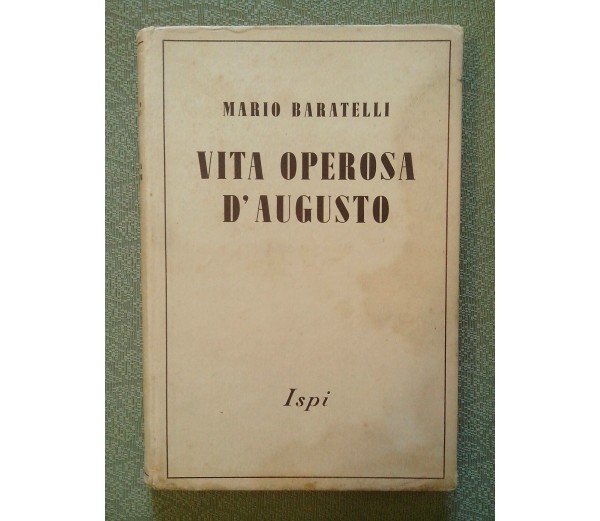 MARIO BARATELLI
VITA OPEROSA
D'AUGUSTO
Ispi